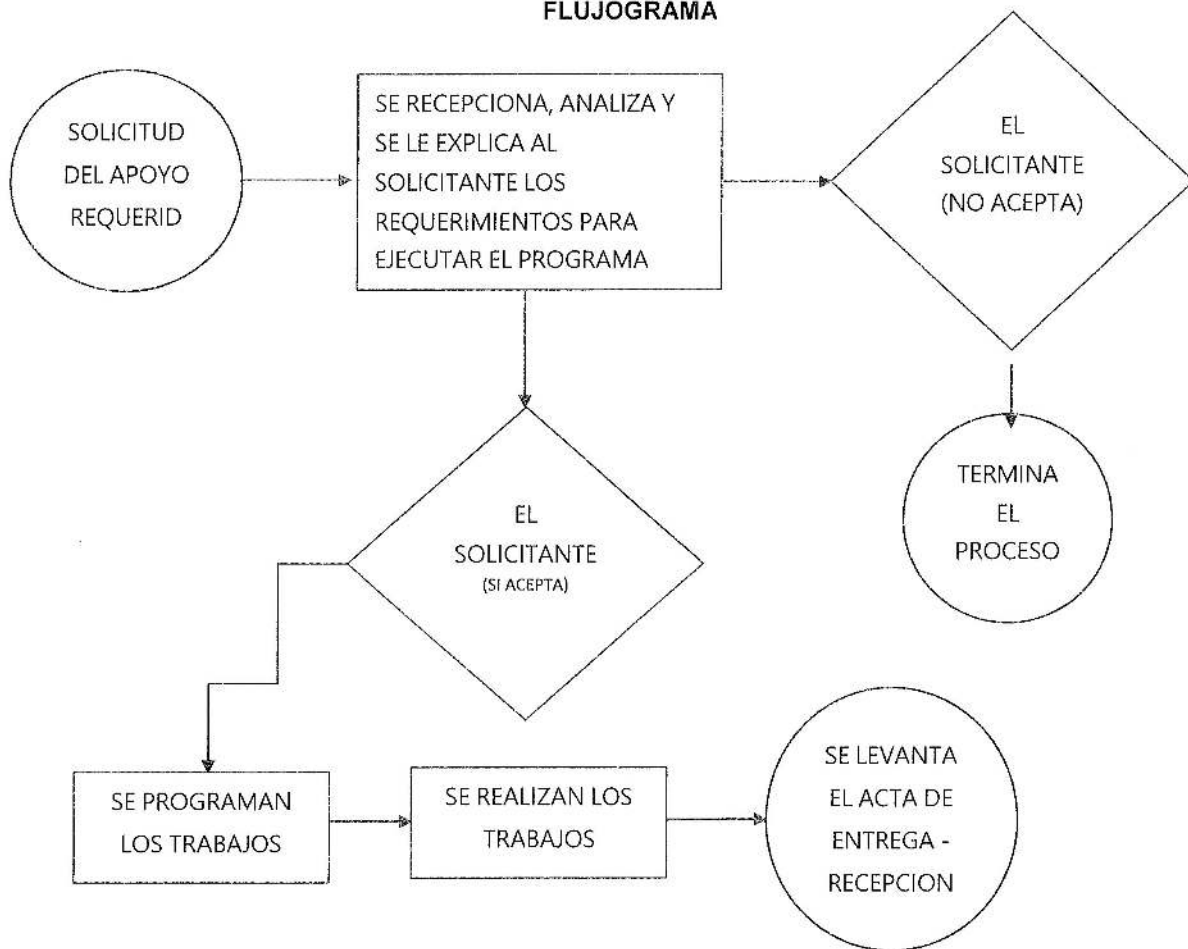 FLUJOGRAMA
SOLICITUD
DEL APOYO
REQUERID
SE RECEPCIONA, ANALIZA Y
SE LE EXPLICA AL
SOLICITANTE LOS
REQUERIMIENTOS PARA
EJECUTAR EL PROGRAMA
EL
SOLICITANTE
(NO ACEPTA)
EL
SOLICITANTE
(SI ACEPTA)
TERMINA
EL
PROCESO
SE PROGRAMAN
LOS TRABAJOS
SE REALIZAN LOS
TRABAJOS
SE LEVANTA
EL ACTA DE
ENTREGA -
RECEPCION